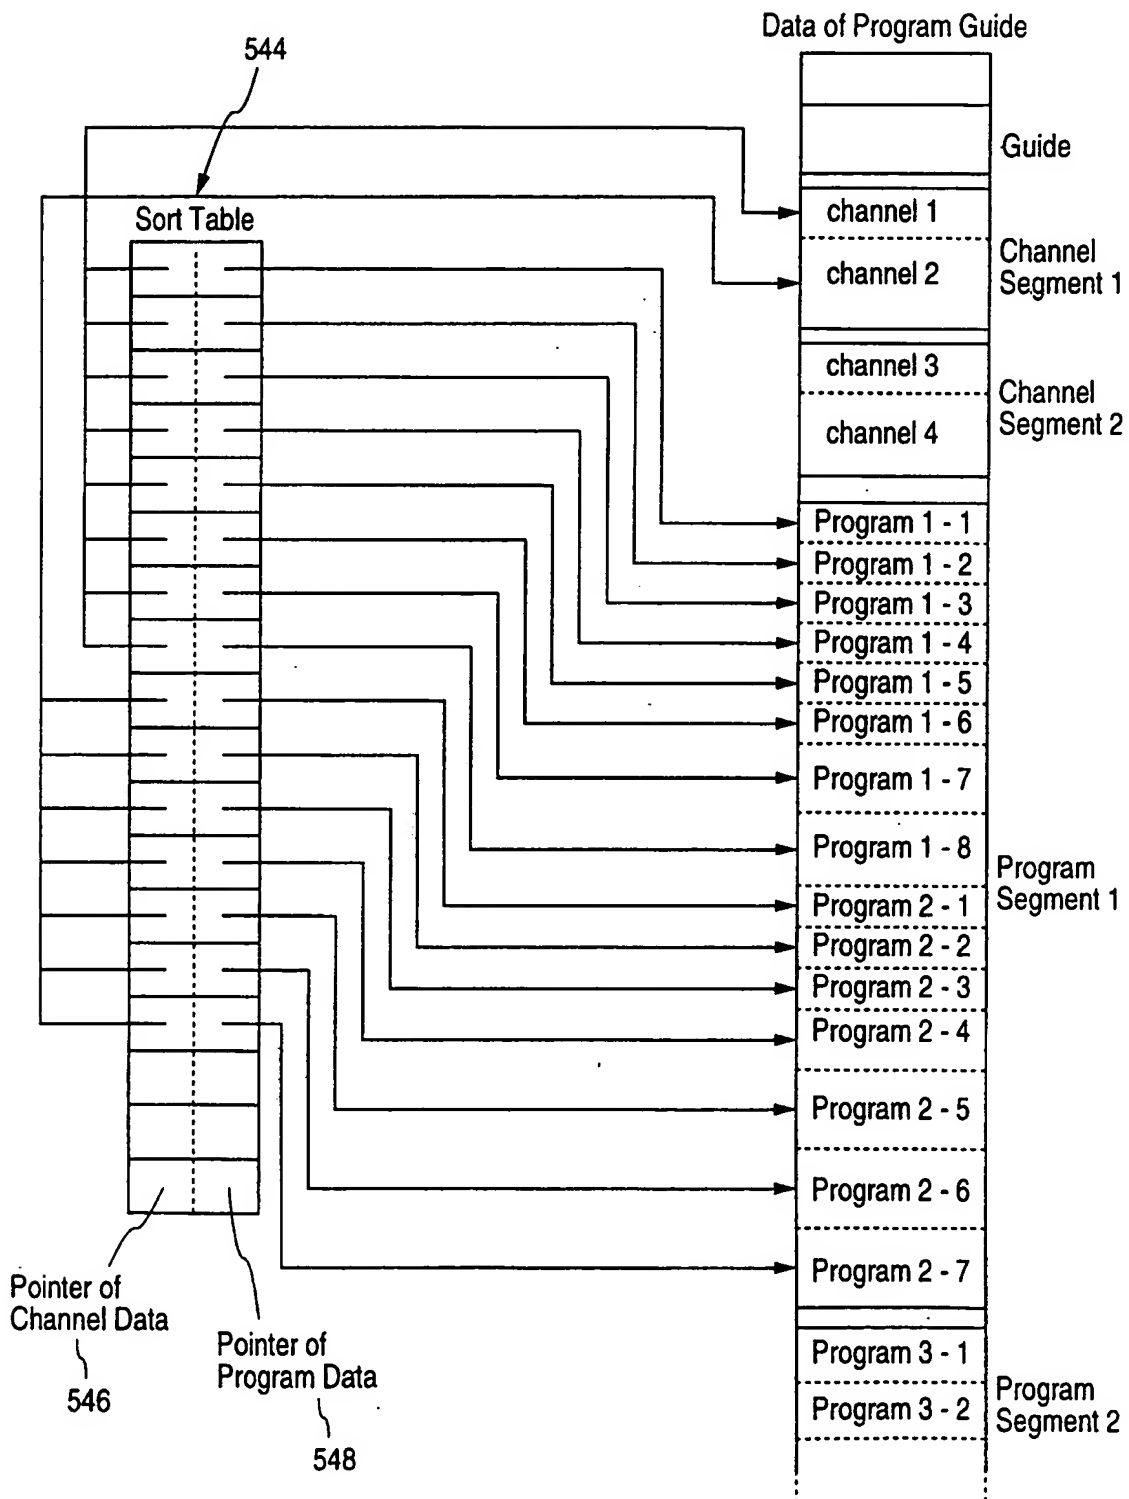 Data of Program Guide
544
Guide
Sort Table
channel 1
channel 2
Channel
Segment 1
channel 3
channel 4
Channel
Segment 2
Program 1 - 1
Program 1 - 2
Program 1 - 3
Program 1 - 4
Program 1 - 5
Program 1 - 6
Program 1 - 7
Program 1 - 8
Program 2 - 1
Program 2 - 2
Program 2 - 3
Program 2 - 4
Program 2 - 5
Program 2 - 6
Program 2 - 7
Program
Segment 1
Program 3 - 1
Program 3 - 2
Program
Segment 2
Pointer of
Channel Data
546
Pointer of
Program Data
548